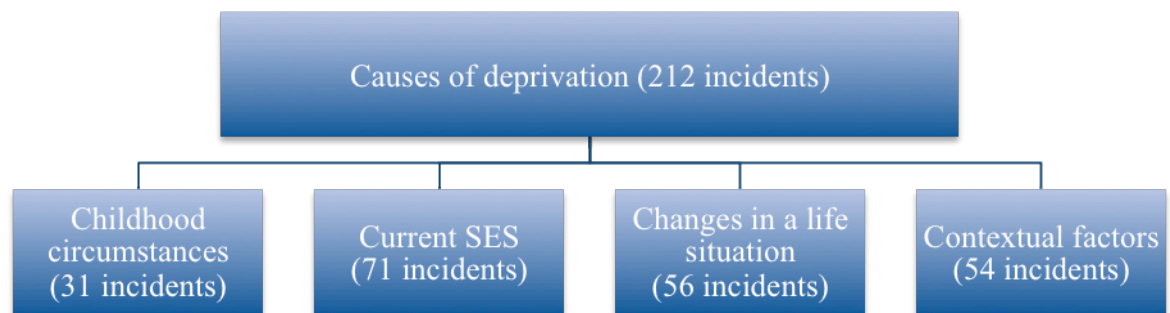 Causes of deprivation (212 incidents)
Childhood
circumstances
(31 incidents)
Current SES
(71 incidents)
Changes in a life
situation
(56 incidents)
Contextual factors
(54 incidents)